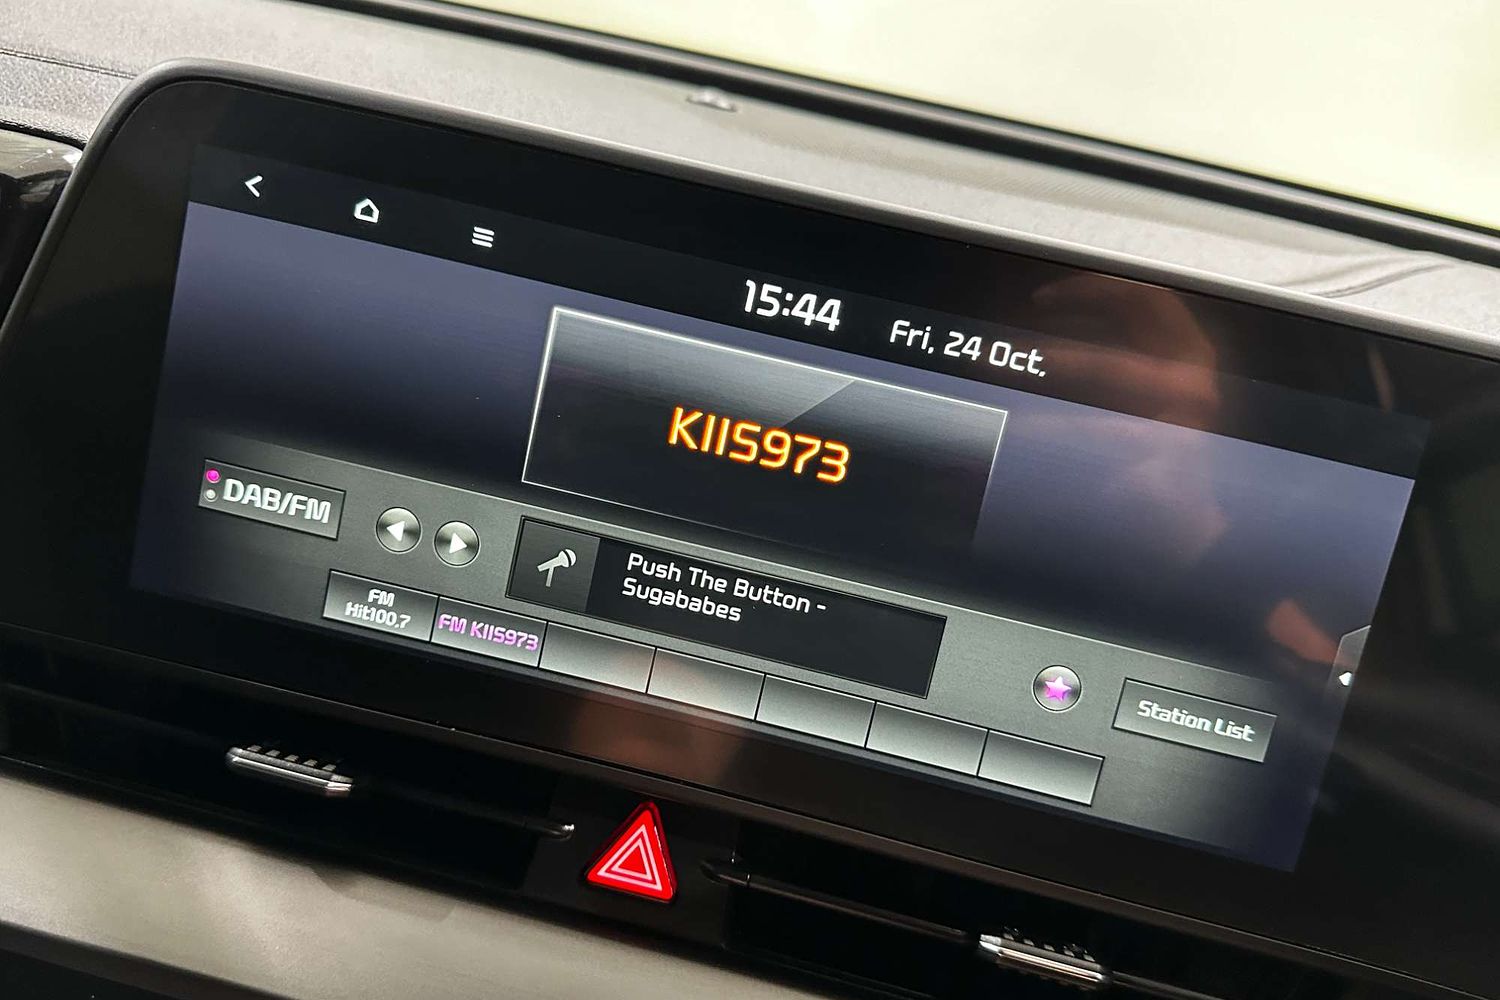 15:44 Fri, 24 Oct.
KIIS973
DAB/FM
Push The Button -
Sugababes
FM
Hit100.7
FM KIIS973
Station List